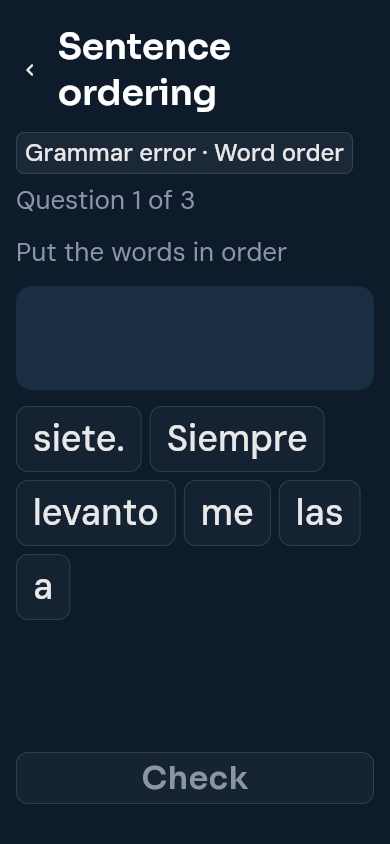 Sentence
ordering
Grammar error · Word order
Question 1 of 3
Put the words in order
siete. Siempre
levanto me las
a
Check